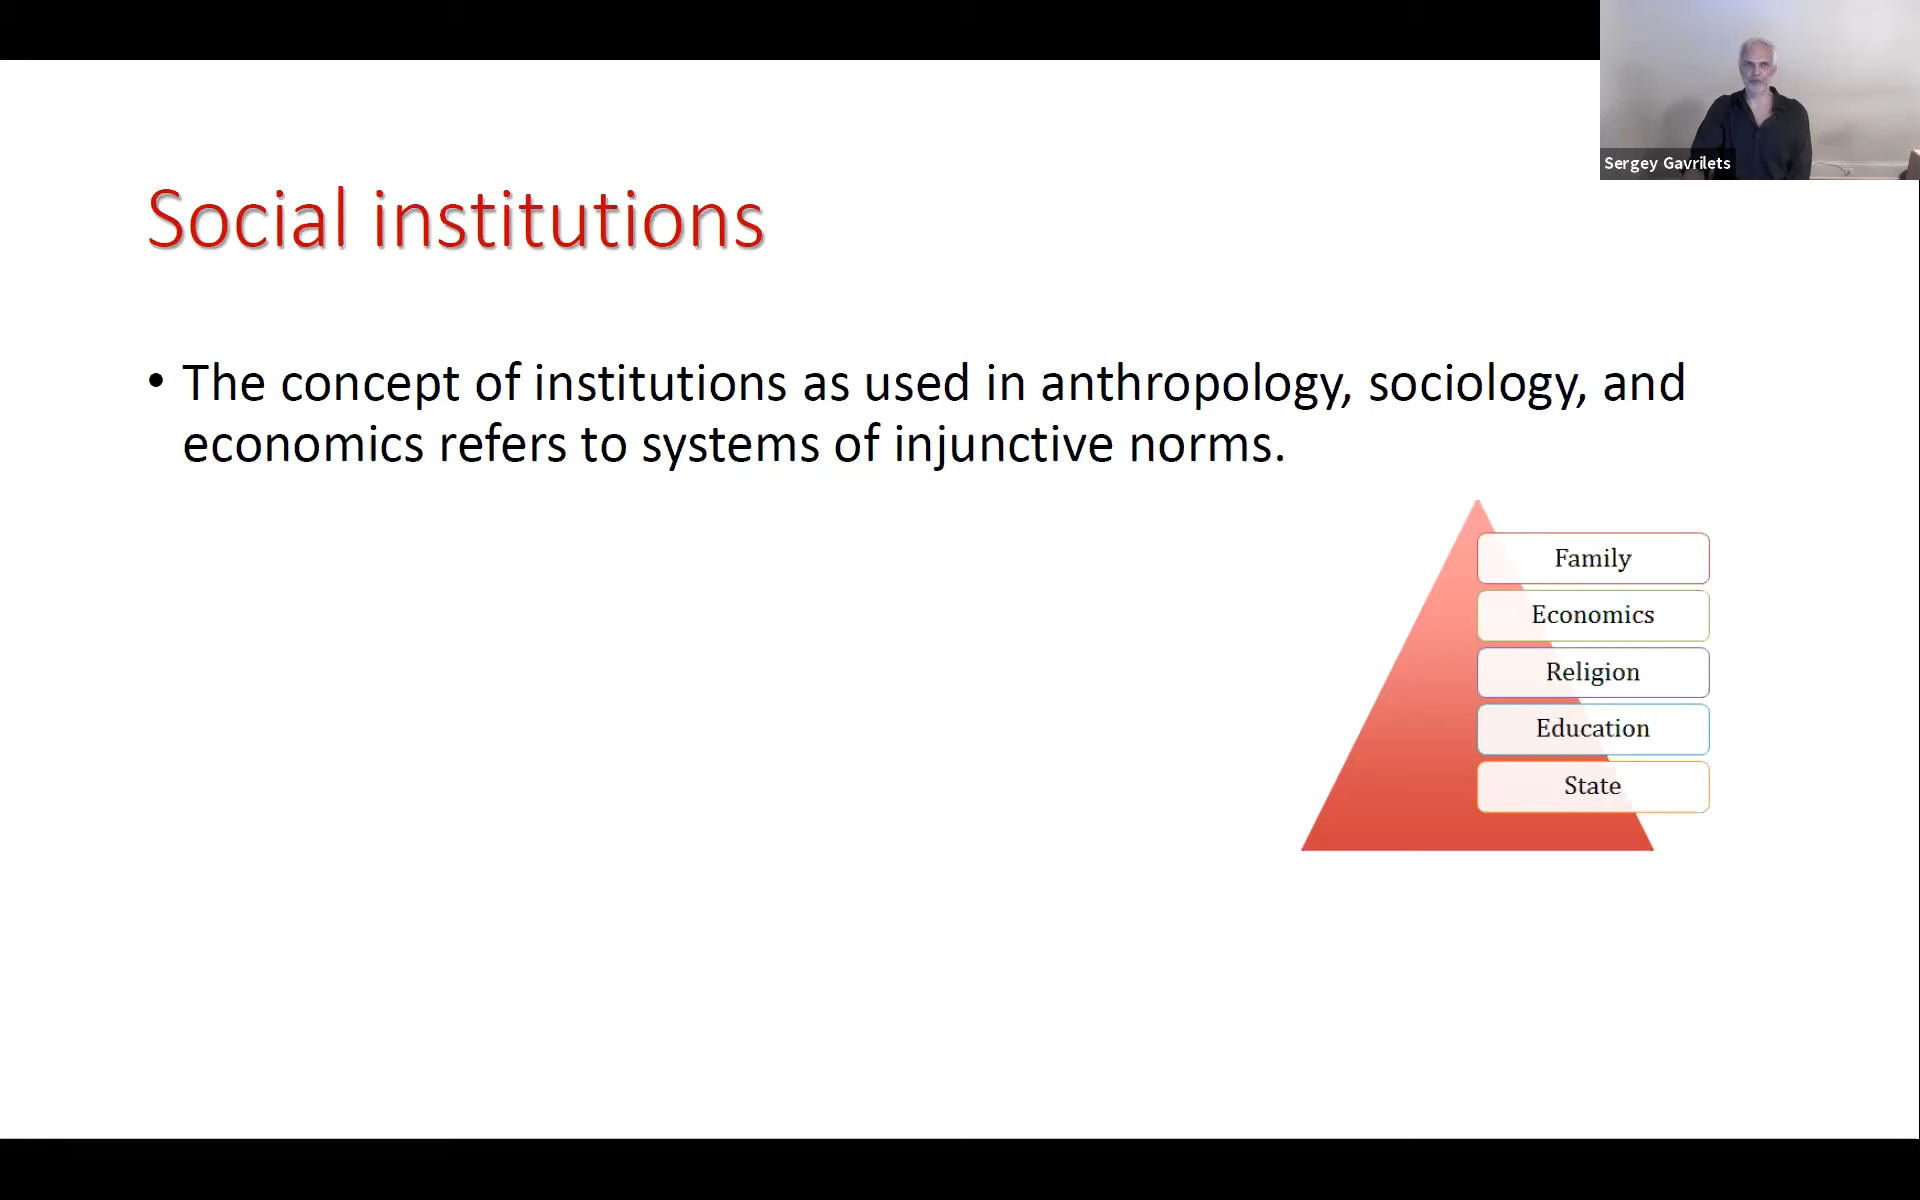 Sergey Gavrilets
Social institutions
• The concept of institutions as used in anthropology, sociology, and
economics refers to systems of injunctive norms.
Family
Economics
Religion
Education
State